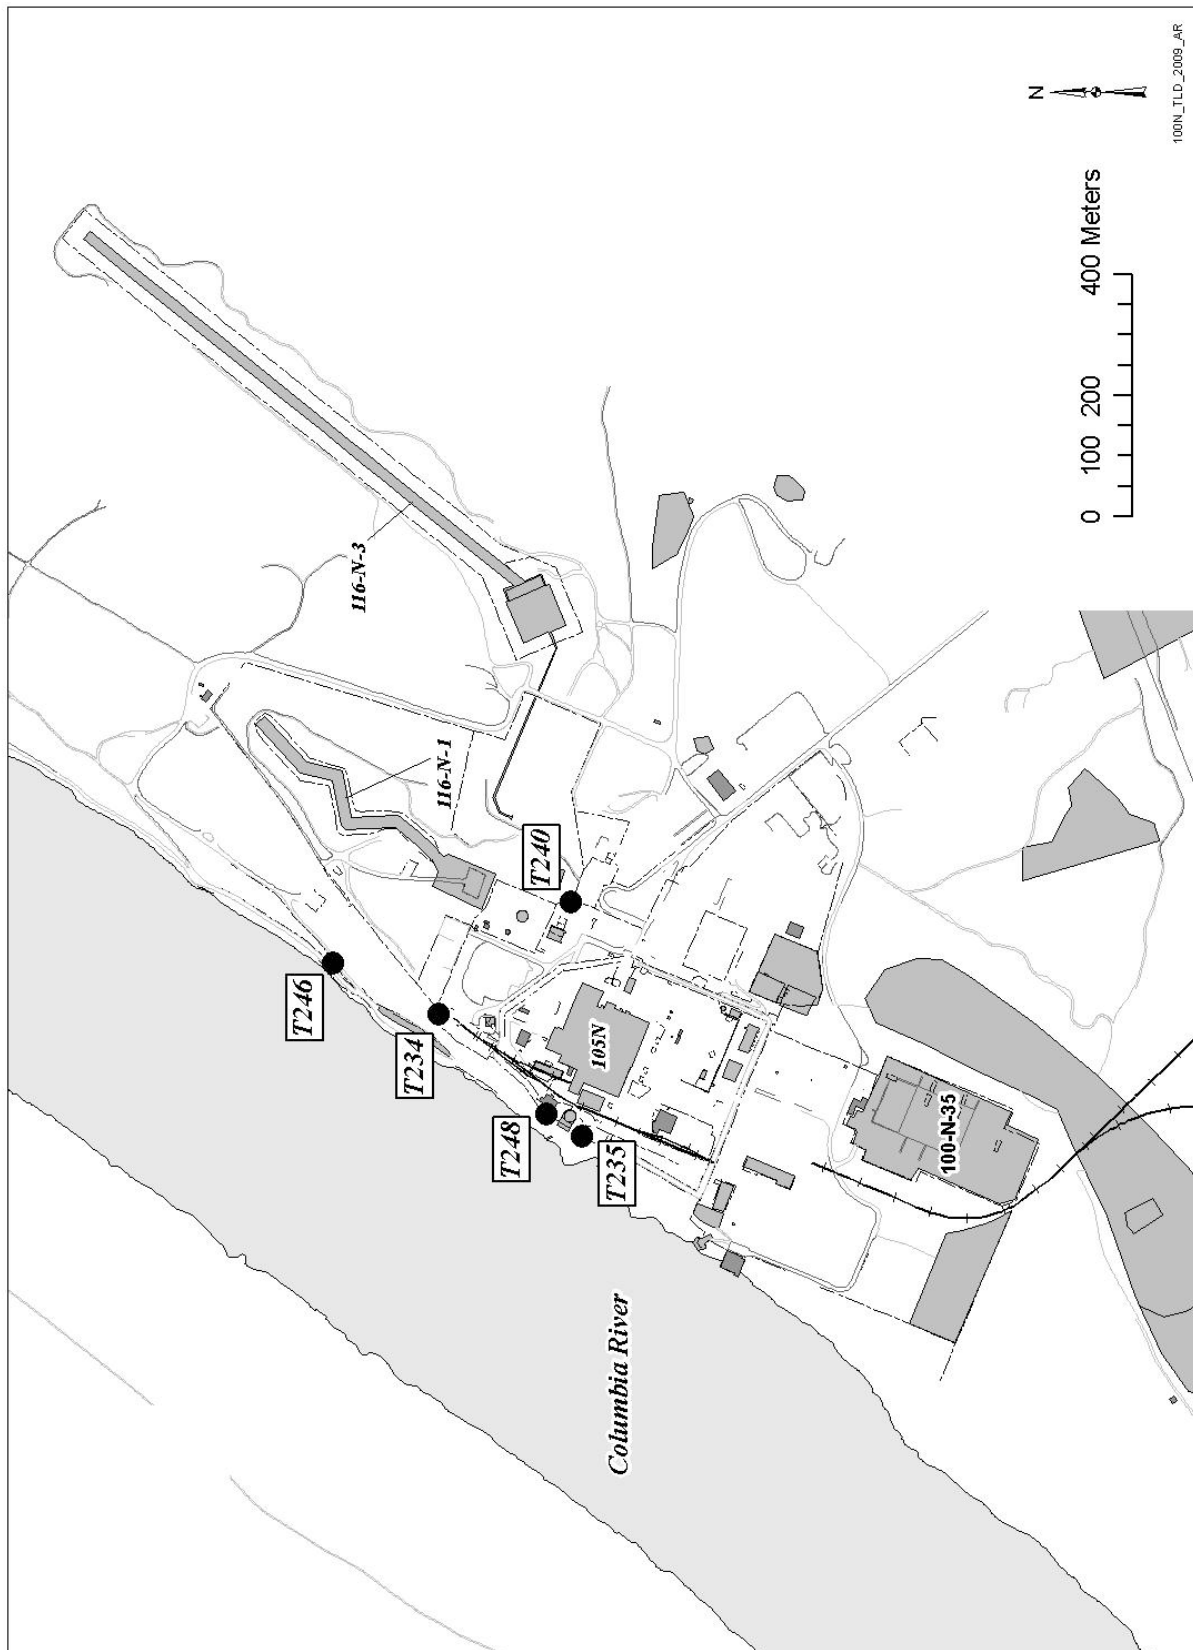 116-N-3
116-N-1
T246
T234
T240
T248
T235
105N
100-N-35
Columbia River
N
0 100 200 400 Meters
100N_TLD_2009_AR